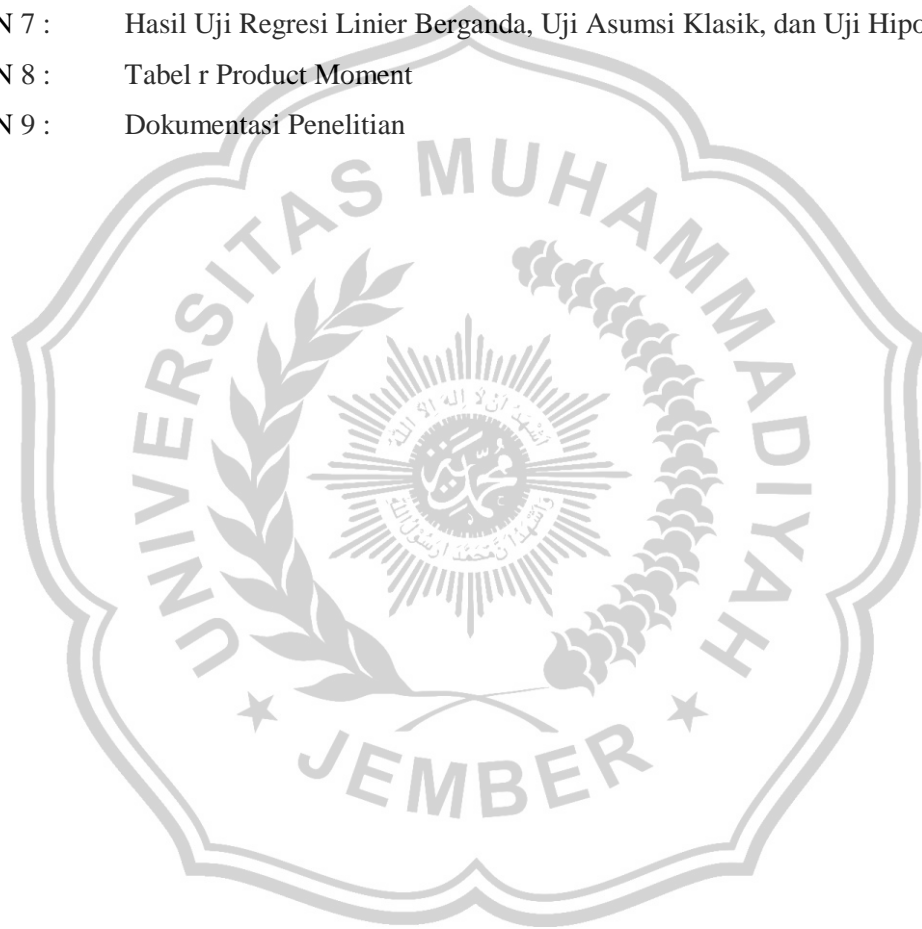 N 7 : Hasil Uji Regresi Linier Berganda, Uji Asumsi Klasik, dan Uji Hipo
N 8 : Tabel r Product Moment
N 9 : Dokumentasi Penelitian
UNIVERSITAS MUHAMMADIYAH
JEMBER